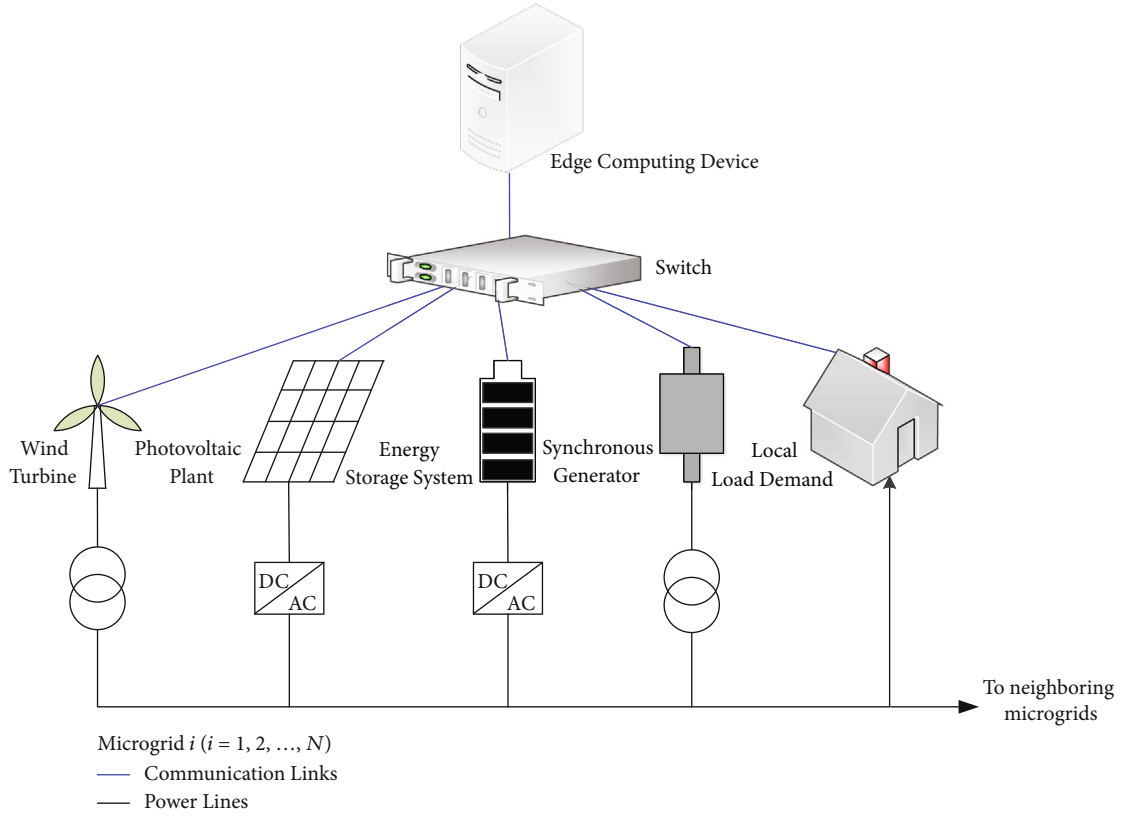 Edge Computing Device
Switch
Wind
Turbine
Photovoltaic
Plant
Energy
Storage System
Synchronous
Generator
Local
Load Demand
DC
AC
DC
AC
To neighboring
microgrids
Microgrid i (i = 1, 2, …, N)
Communication Links
Power Lines